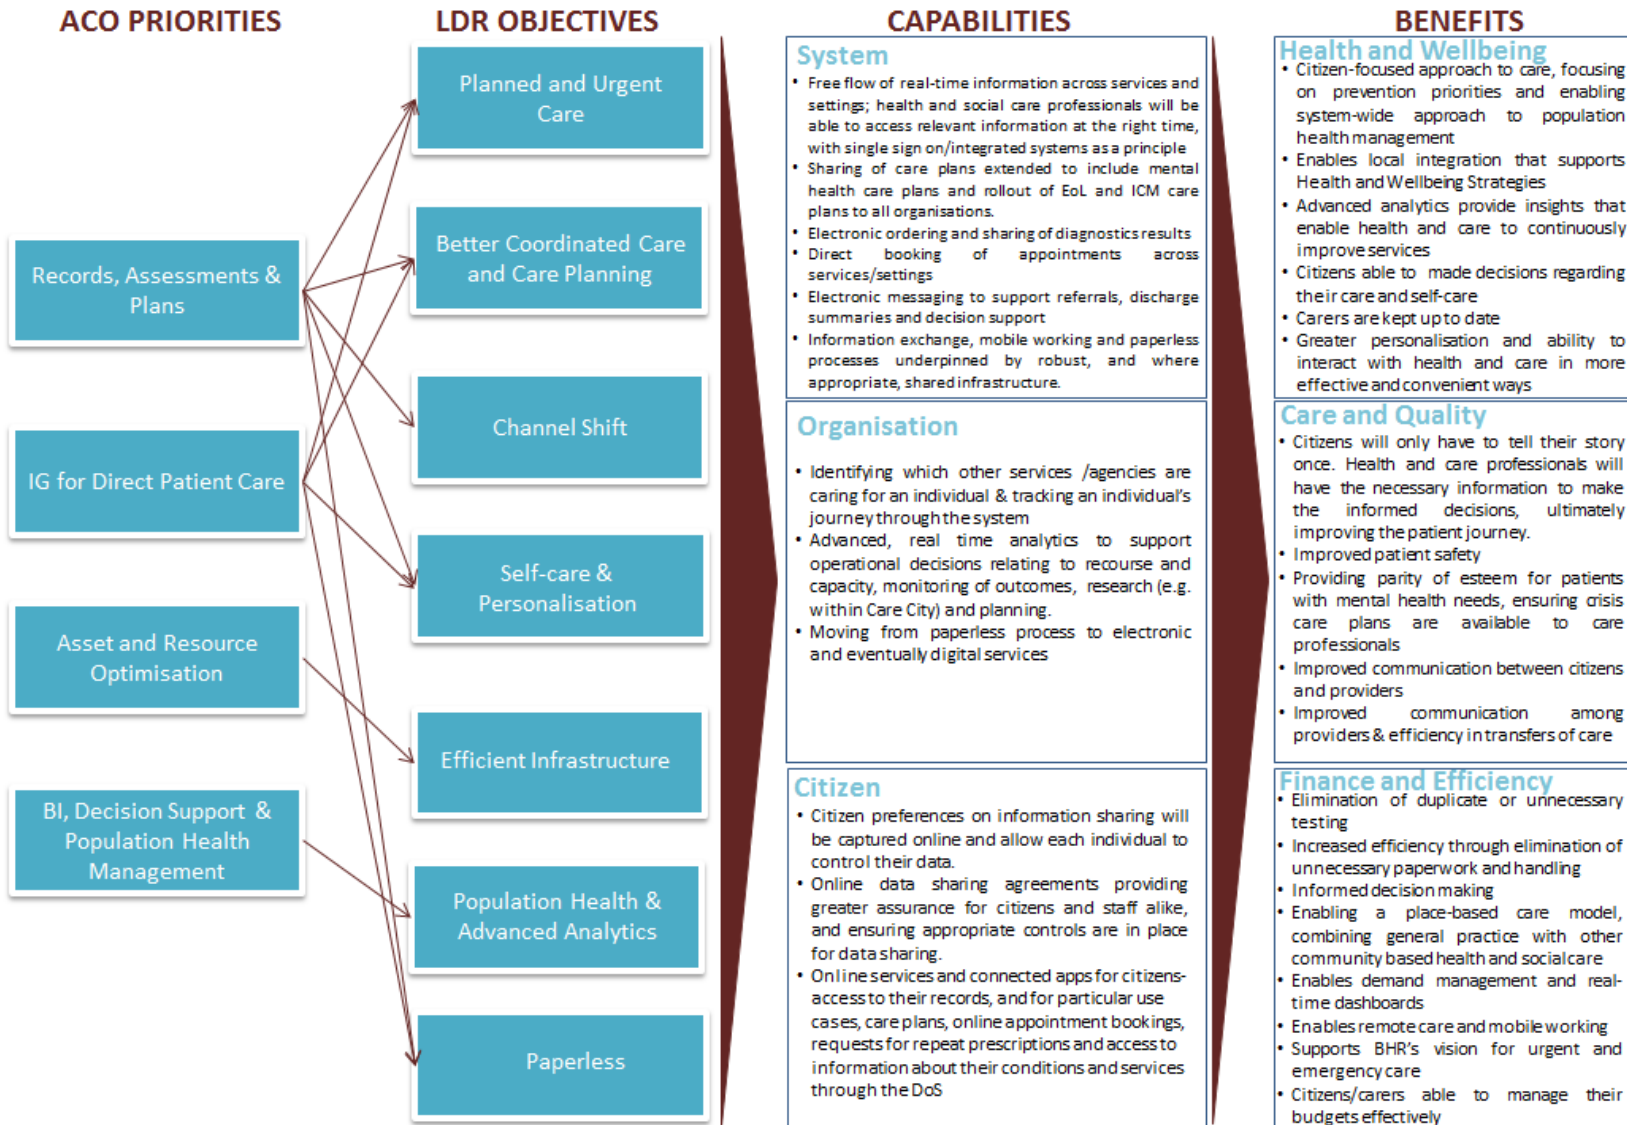 ACO PRIORITIES
LDR OBJECTIVES
CAPABILITIES
BENEFITS
Records, Assessments &
Plans
IG for Direct Patient Care
Asset and Resource
Optimisation
BI, Decision Support &
Population Health
Management
Planned and Urgent
Care
Better Coordinated Care
and Care Planning
Channel Shift
Self-care &
Personalisation
Efficient Infrastructure
Population Health &
Advanced Analytics
Paperless
System
• Free flow of real-time information across services and
settings; health and social care professionals will be
able to access relevant information at the right time,
with single sign on/integrated systems as a principle
• Sharing of care plans extended to include mental
health care plans and rollout of EoL and ICM care
plans to all organisations.
• Electronic ordering and sharing of diagnostics results
• Direct booking of appointments across
services/settings
• Electronic messaging to support referrals, discharge
summaries and decision support
• Information exchange, mobile working and paperless
processes underpinned by robust, and where
appropriate, shared infrastructure.
Organisation
• Identifying which other services /agencies are
caring for an individual & tracking an individual's
journey through the system
• Advanced, real time analytics to support
operational decisions relating to recourse and
capacity, monitoring of outcomes, research (e.g.
within Care City) and planning.
• Moving from paperless process to electronic
and eventually digital services
Citizen
• Citizen preferences on information sharing will
be captured online and allow each individual to
control their data.
• Online data sharing agreements providing
greater assurance for citizens and staff alike,
and ensuring appropriate controls are in place
for data sharing.
• Online services and connected apps for citizens-
access to their records, and for particular use
cases, care plans, online appointment bookings,
requests for repeat prescriptions and access to
information about their conditions and services
through the DoS
Health and Wellbeing
• Citizen-focused approach to care, focusing
on prevention priorities and enabling
system-wide approach to population
health management
• Enables local integration that supports
Health and Wellbeing Strategies
• Advanced analytics provide insights that
enable health and care to continuously
improve services
• Citizens able to made decisions regarding
their care and self-care
• Carers are kept up to date
• Greater personalisation and ability to
interact with health and care in more
effective and convenient ways
Care and Quality
• Citizens will only have to tell their story
once. Health and care professionals will
have the necessary information to make
the informed decisions, ultimately
improving the patient journey.
• Improved patient safety
• Providing parity of esteem for patients
with mental health needs, ensuring crisis
care plans are available to care
professionals
• Improved communication between citizens
and providers
• Improved communication among
providers & efficiency in transfers of care
Finance and Efficiency
• Elimination of duplicate or unnecessary
testing
• Increased efficiency through elimination of
unnecessary paperwork and handling
• Informed decision making
• Enabling a place-based care model,
combining general practice with other
community based health and social care
• Enables demand management and real-
time dashboards
• Enables remote care and mobile working
• Supports BHR's vision for urgent and
emergency care
• Citizens/carers able to manage their
budgets effectively